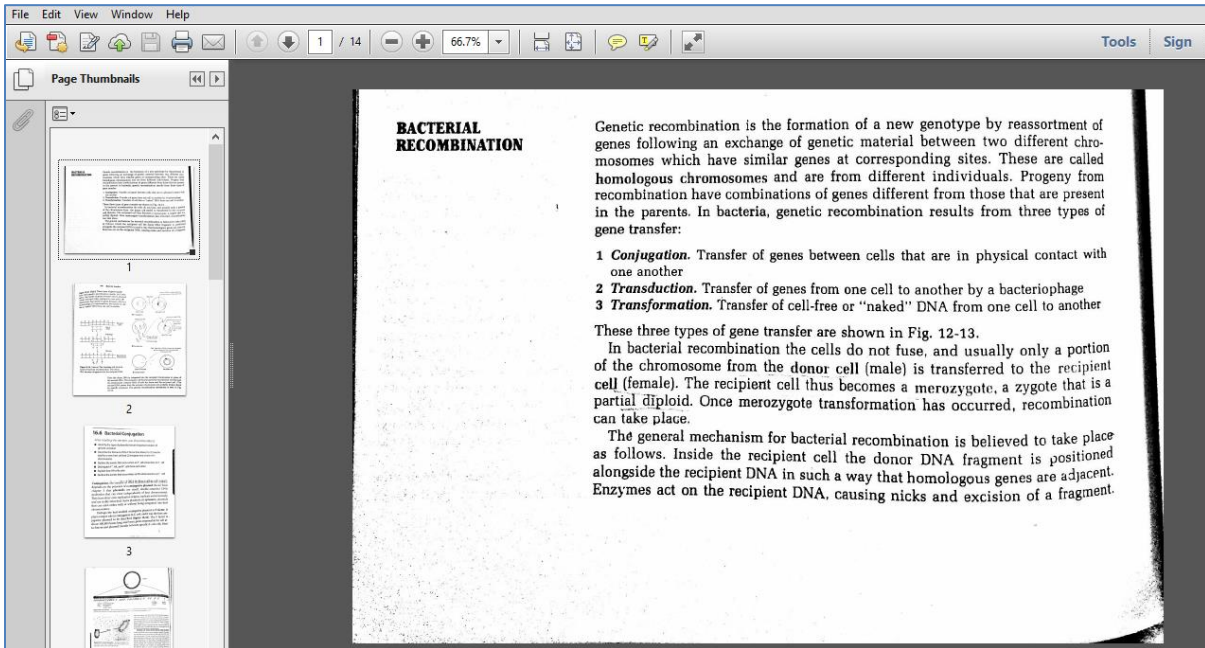 File Edit View Window Help
1 / 14
66.7%
Tools
Sign
Page Thumbnails
1
2
16.8 Bacterial Conjugation
3
BACTERIAL
RECOMBINATION
Genetic recombination is the formation of a new genotype by reassortment of
genes following an exchange of genetic material between two different chro-
mosomes which have similar genes at corresponding sites. These are called
homologous chromosomes and are from different individuals. Progeny from
recombination have combinations of genes different from those that are present
in the parents. In bacteria, genetic recombination results from three types of
gene transfer:
1 Conjugation. Transfer of genes between cells that are in physical contact with
one another
2 Transduction. Transfer of genes from one cell to another by a bacteriophage
3 Transformation. Transfer of cell-free or "naked" DNA from one cell to another
These three types of gene transfer are shown in Fig. 12-13.
In bacterial recombination the cells do not fuse, and usually only a portion
of the chromosome from the donor cell (male) is transferred to the recipient
cell (female). The recipient cell thus becomes a merozygote, a zygote that is a
partial diploid. Once merozygote transformation has occurred, recombination
can take place.
The general mechanism for bacterial recombination is believed to take place
as follows. Inside the recipient cell the donor DNA fragment is positioned
alongside the recipient DNA in such a way that homologous genes are adjacent.
Enzymes act on the recipient DNA, causing nicks and excision of a fragment.